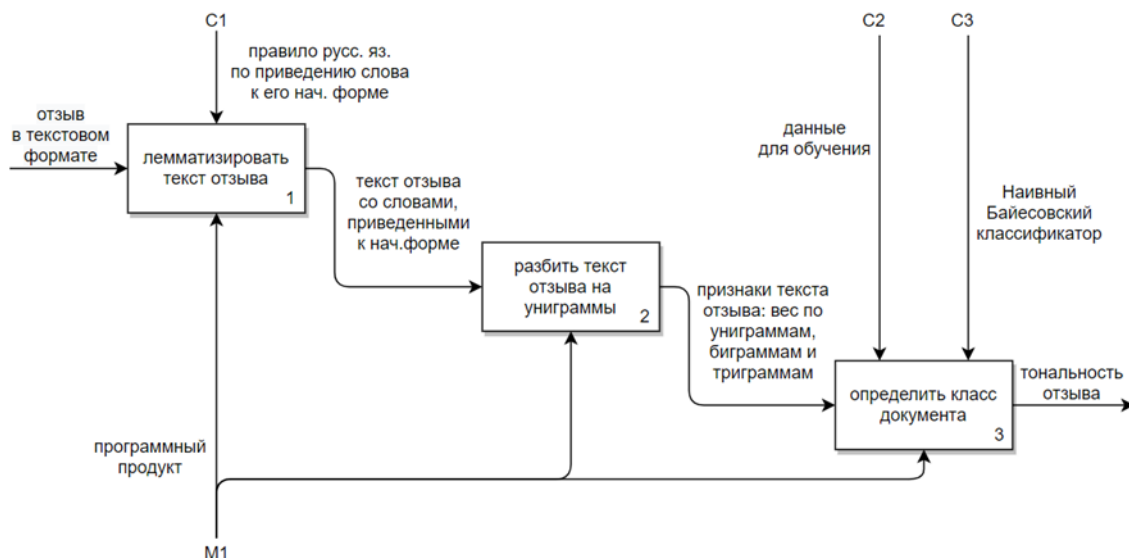 C1
C2
C3
правило русс. яз.
по приведению слова
к его нач. форме
отзыв
в текстовом
формате
лемматизировать
текст отзыва
1
текст отзыва
со словами,
приведенными
к нач.форме
данные
для обучения
Наивный
Байесовский
классификатор
разбить текст
отзыва на
униграммы
2
признаки текста
отзыва: вес по
униграммам,
биграммам и
триграммам
определить класс
документа
3
тональность
отзыва
программный
продукт
M1